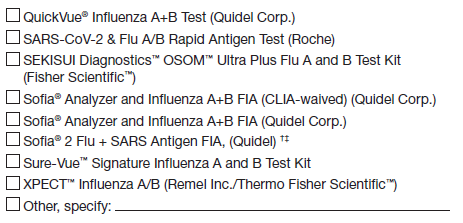 QuickVue® Influenza A+B Test (Quidel Corp.)
SARS-CoV-2 & Flu A/B Rapid Antigen Test (Roche)
SEKISUI Diagnostics™ OSOM™ Ultra Plus Flu A and B Test Kit
(Fisher Scientific™)
Sofia® Analyzer and Influenza A+B FIA (CLIA-waived) (Quidel Corp.)
Sofia® Analyzer and Influenza A+B FIA (Quidel Corp.)
Sofia® 2 Flu + SARS Antigen FIA, (Quidel) †‡
Sure-Vue™ Signature Influenza A and B Test Kit
XPECT™ Influenza A/B (Remel Inc./Thermo Fisher Scientific™)
Other, specify: